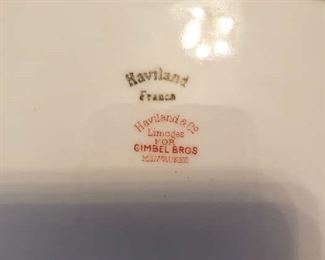 Haviland
France
Haviland & Co.
Limoges
FOR
GIMBEL BROS
MILWAUKEE